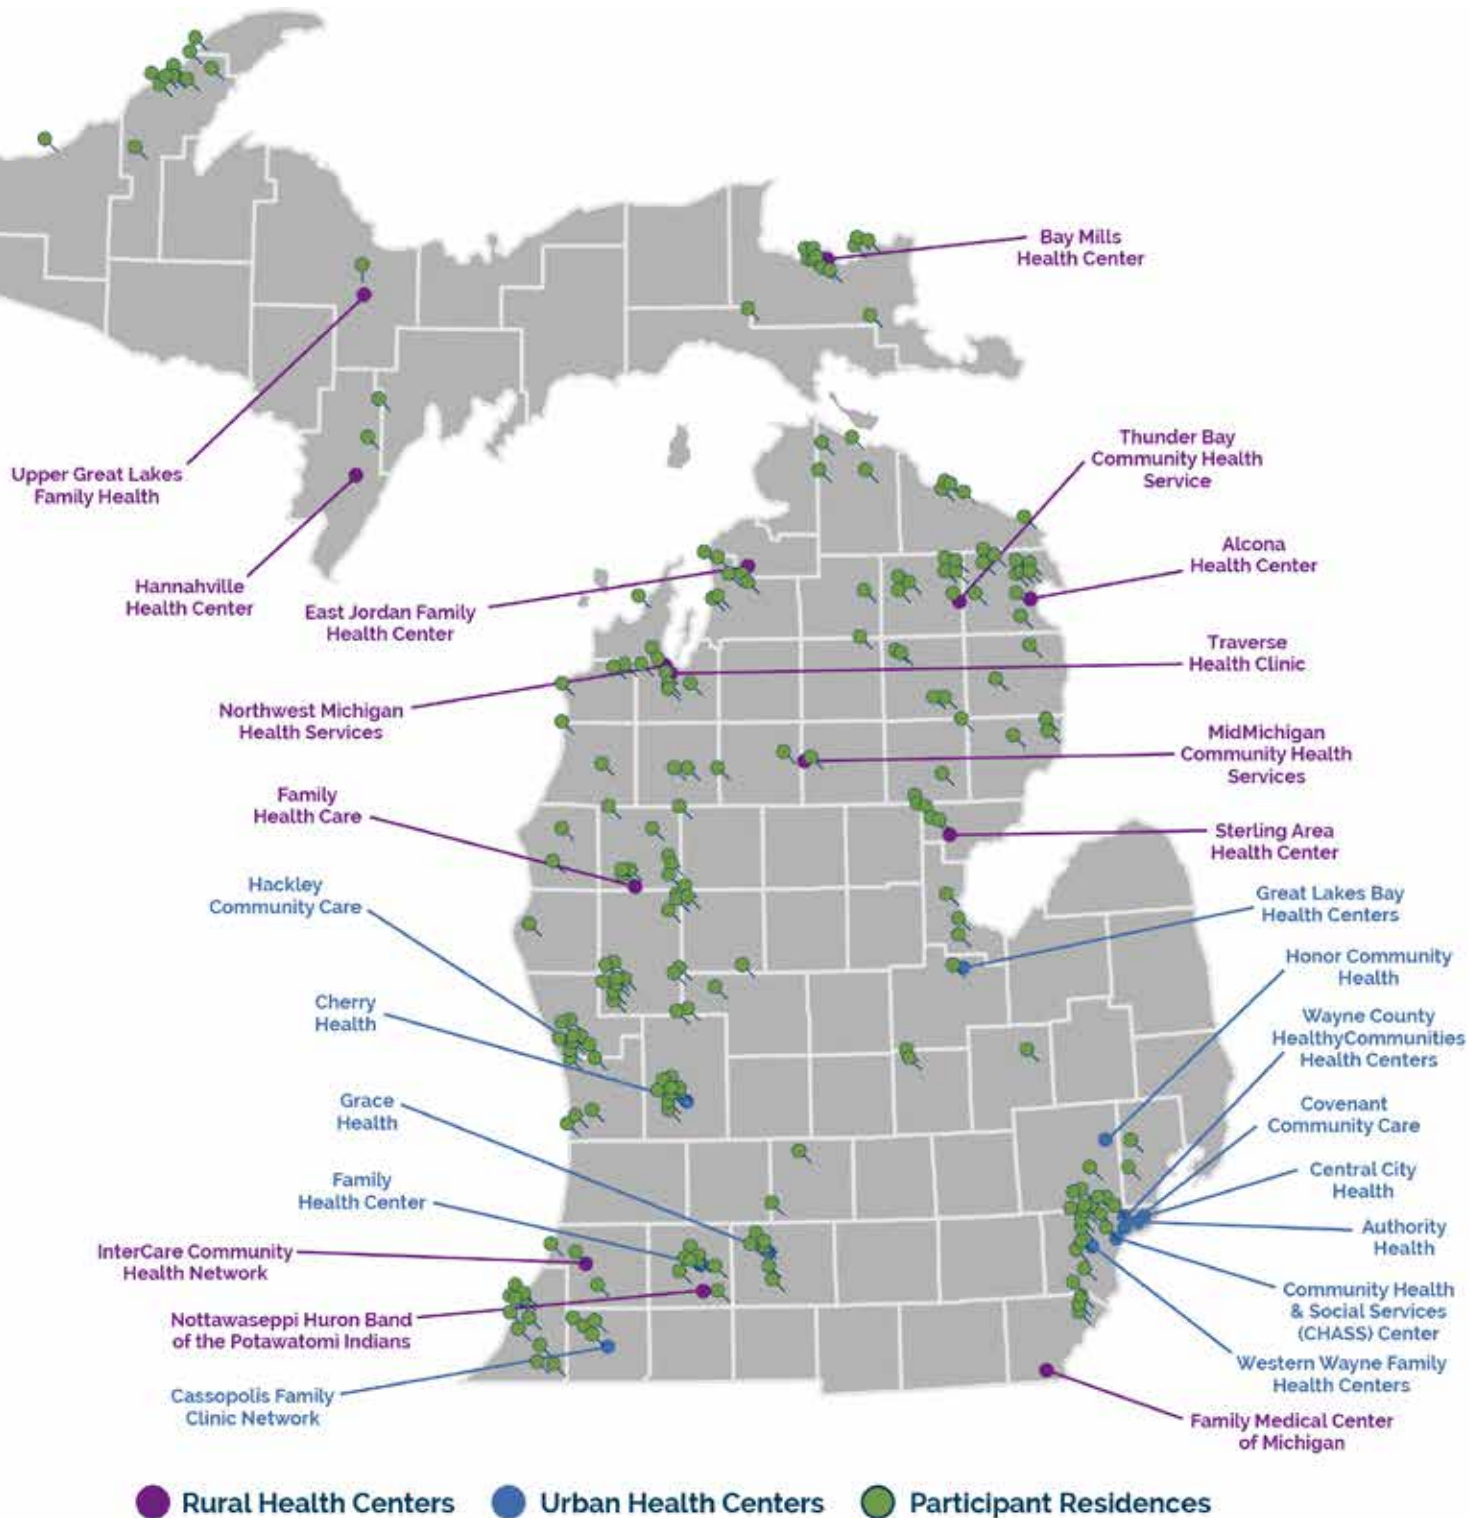 Bay Mills
Health Center
Thunder Bay
Community Health
Service
Upper Great Lakes
Family Health
Alcona
Health Center
Hannahville
Health Center
East Jordan Family
Health Center
Traverse
Health Clinic
Northwest Michigan
Health Services
MidMichigan
Community Health
Services
Family
Health Care
Sterling Area
Health Center
Hackley
Community Care
Great Lakes Bay
Health Centers
Honor Community
Health
Cherry
Health
Wayne County
HealthyCommunities
Health Centers
Grace
Health
Covenant
Community Care
Central City
Health
Family
Health Center
Authority
Health
InterCare Community
Health Network
Community Health
& Social Services
(CHASS) Center
Nottawaseppi Huron Band
of the Potawatomi Indians
Western Wayne Family
Health Centers
Cassopolis Family
Clinic Network
Family Medical Center
of Michigan
Rural Health Centers
Urban Health Centers
Participant Residences